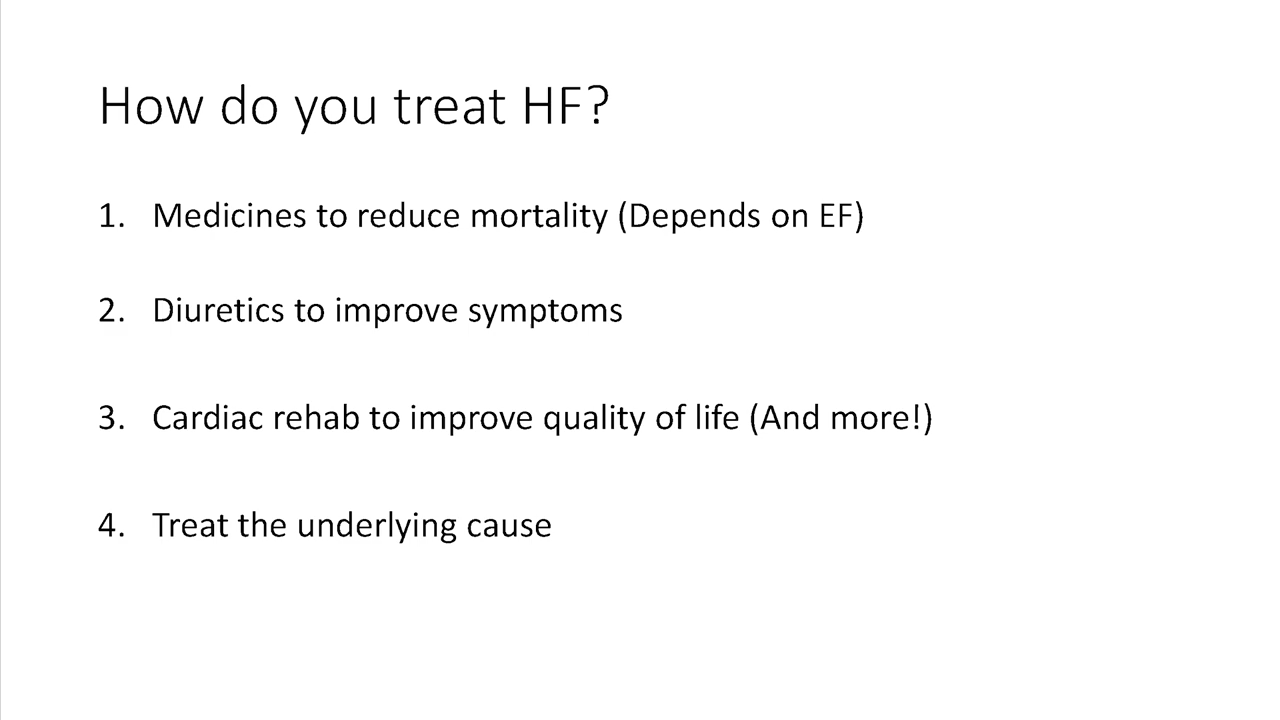 How do you treat HF?
1. Medicines to reduce mortality (Depends on EF)
2. Diuretics to improve symptoms
3. Cardiac rehab to improve quality of life (And more!)
4. Treat the underlying cause